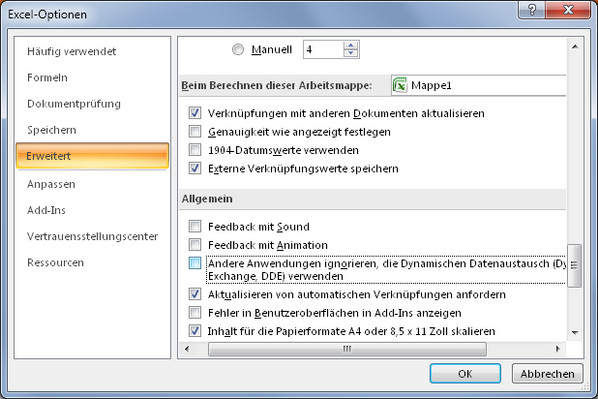 Excel-Optionen
Häufig verwendet
Formeln
Dokumentprüfung
Speichern
Erweitert
Anpassen
Add-Ins
Vertrauensstellungscenter
Ressourcen
Manuell 4
Beim Berechnen dieser Arbeitsmappe: Mappe1
Verknüpfungen mit anderen Dokumenten aktualisieren
Genauigkeit wie angezeigt festlegen
1904-Datumswerte verwenden
Externe Verknüpfungswerte speichern
Allgemein
Feedback mit Sound
Feedback mit Animation
Andere Anwendungen ignorieren, die Dynamischen Datenaustausch (Dy
Exchange, DDE) verwenden
Aktualisieren von automatischen Verknüpfungen anfordern
Fehler in Benutzeroberflächen in Add-Ins anzeigen
Inhalt für die Papierformate A4 oder 8,5 x 11 Zoll skalieren
OK Abbrechen